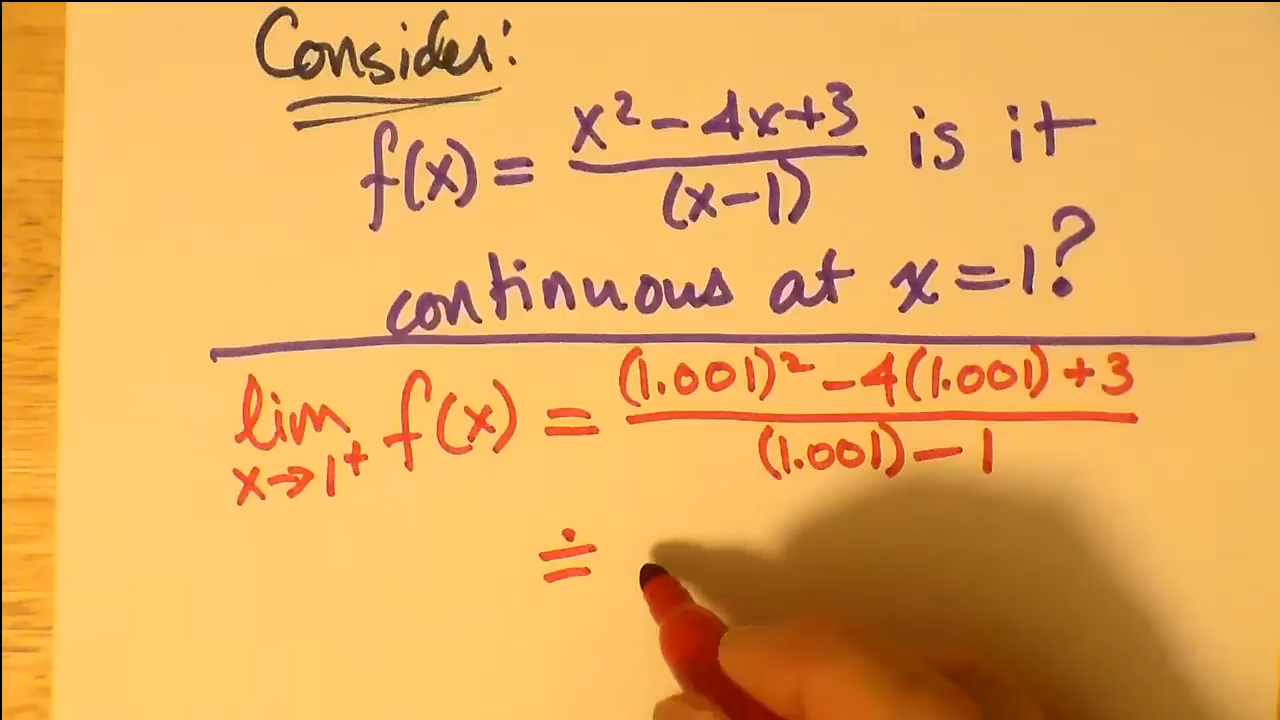 Consider:
f(x) = x² - 4x + 3 / (x - 1) is it
continuous at x = 1?
lim x→1⁺ f(x) = (1.001)² - 4(1.001) + 3 / (1.001) - 1
≐